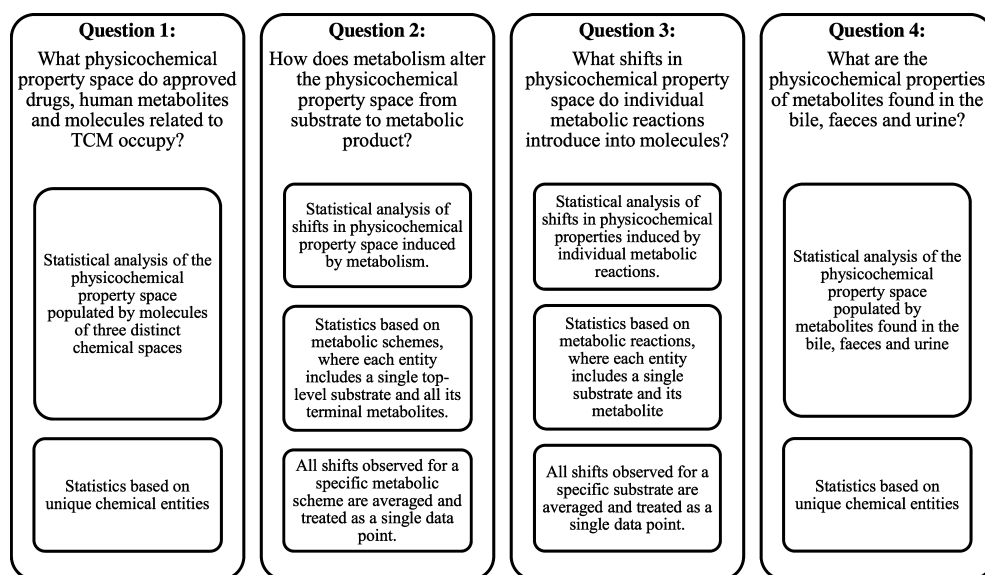 Question 1:
What physicochemical
property space do approved
drugs, human metabolites
and molecules related to
TCM occupy?
Statistical analysis of the
physicochemical
property space
populated by molecules
of three distinct
chemical spaces
Statistics based on
unique chemical entities
Question 2:
How does metabolism alter
the physicochemical
property space from
substrate to metabolic
product?
Statistical analysis of
shifts in physicochemical
property space induced
by metabolism.
Statistics based on
metabolic schemes,
where each entity
includes a single top-
level substrate and all its
terminal metabolites.
All shifts observed for a
specific metabolic
scheme are averaged and
treated as a single data
point.
Question 3:
What shifts in
physicochemical property
space do individual
metabolic reactions
introduce into molecules?
Statistical analysis of
shifts in physicochemical
properties induced by
individual metabolic
reactions.
Statistics based on
metabolic reactions,
where each entity
includes a single
substrate and its
metabolite
All shifts observed for a
specific substrate are
averaged and treated as a
single data point.
Question 4:
What are the
physicochemical properties
of metabolites found in the
bile, faeces and urine?
Statistical analysis of the
physicochemical
property space
populated by
metabolites found in the
bile, faeces and urine
Statistics based on
unique chemical entities